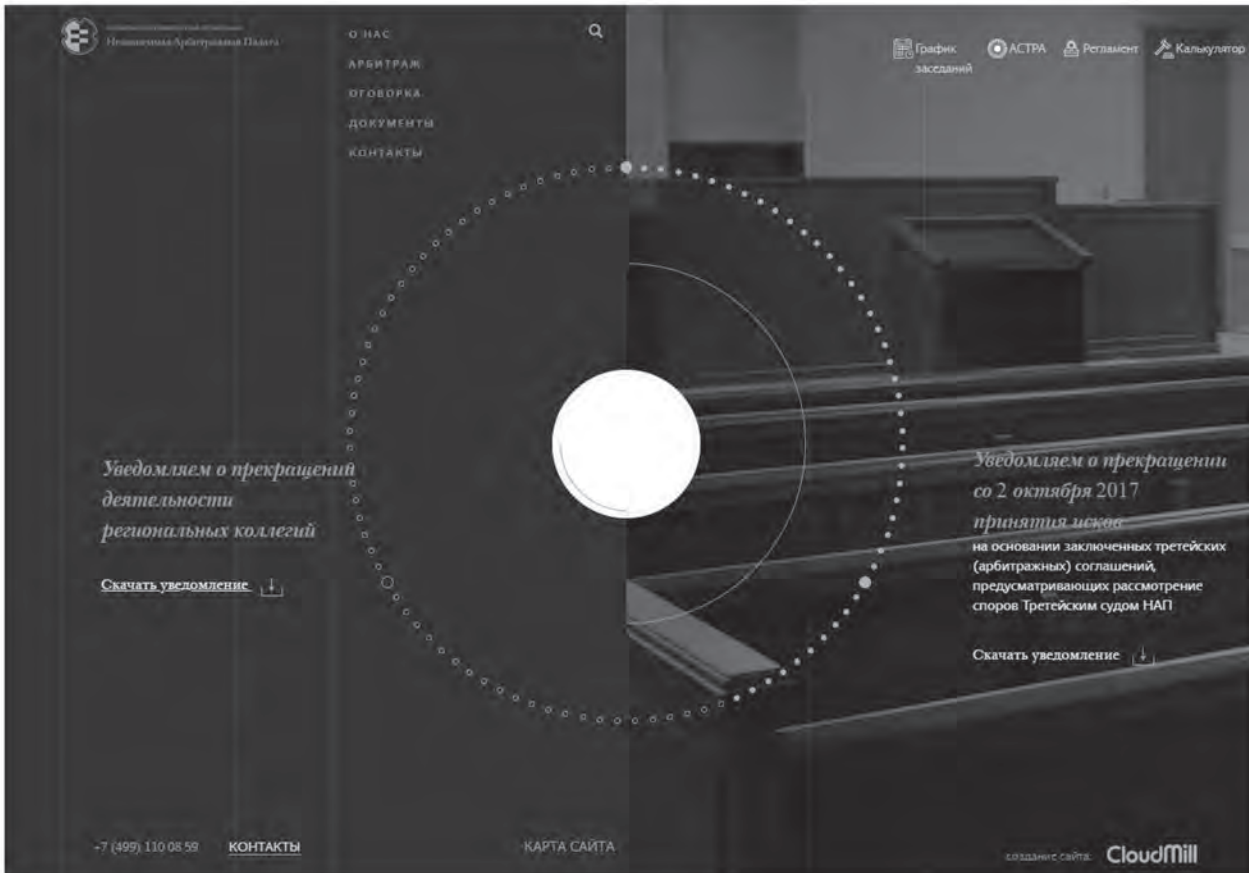 Независимая Арбитражная Палата
О НАС
АРБИТРАЖ
ОГОВОРКА
ДОКУМЕНТЫ
КОНТАКТЫ
График
заседаний
АСТРА
Регламент
Калькулятор
Уведомляем о прекращении
деятельности
региональных коллегий
Скачать уведомление
Уведомляем о прекращении
со 2 октября 2017
принятия исков
на основании заключенных третейских
(арбитражных) соглашений,
предусматривающих рассмотрение
споров Третейским судом НАП
Скачать уведомление
+7 (499) 110 08 59
КОНТАКТЫ
КАРТА САЙТА
создание сайта:
CloudMill